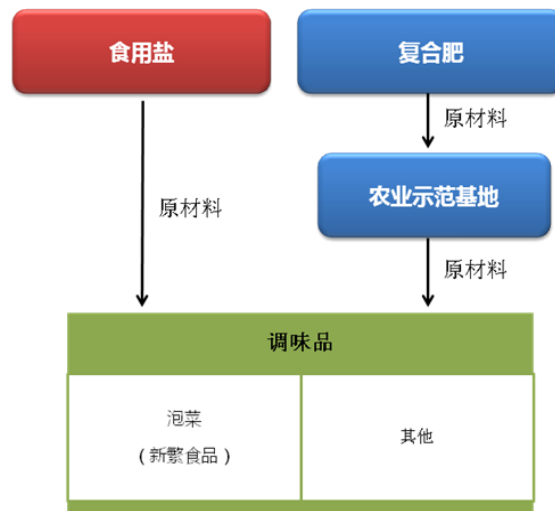 食用盐
复合肥
原材料
农业示范基地
原材料
原材料
调味品
泡菜
（新繁食品）
其他